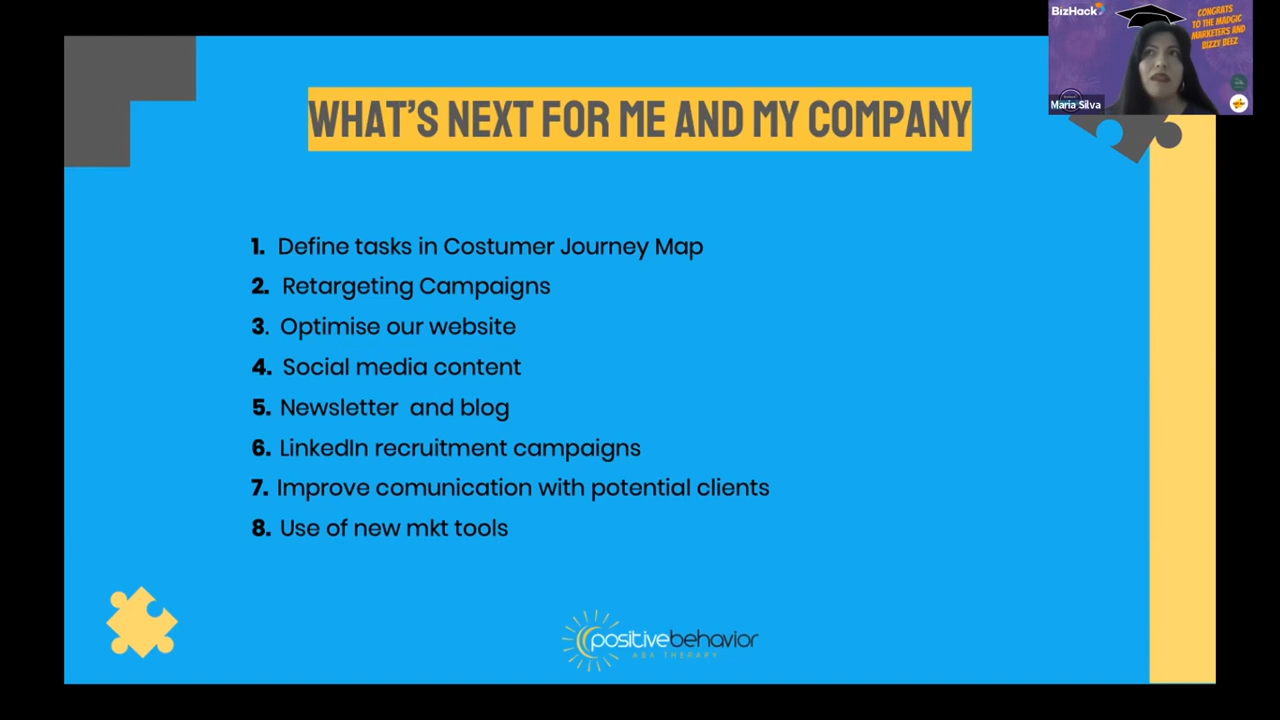 BizHack
CONGRATS
TO THE MADGIC
MARKETERS AND
BIZZY BEEZ
Maria Silva
WHAT'S NEXT FOR ME AND MY COMPANY
1. Define tasks in Costumer Journey Map
2. Retargeting Campaigns
3. Optimise our website
4. Social media content
5. Newsletter and blog
6. LinkedIn recruitment campaigns
7. Improve comunication with potential clients
8. Use of new mkt tools
positivebehavior
ABA THERAPY